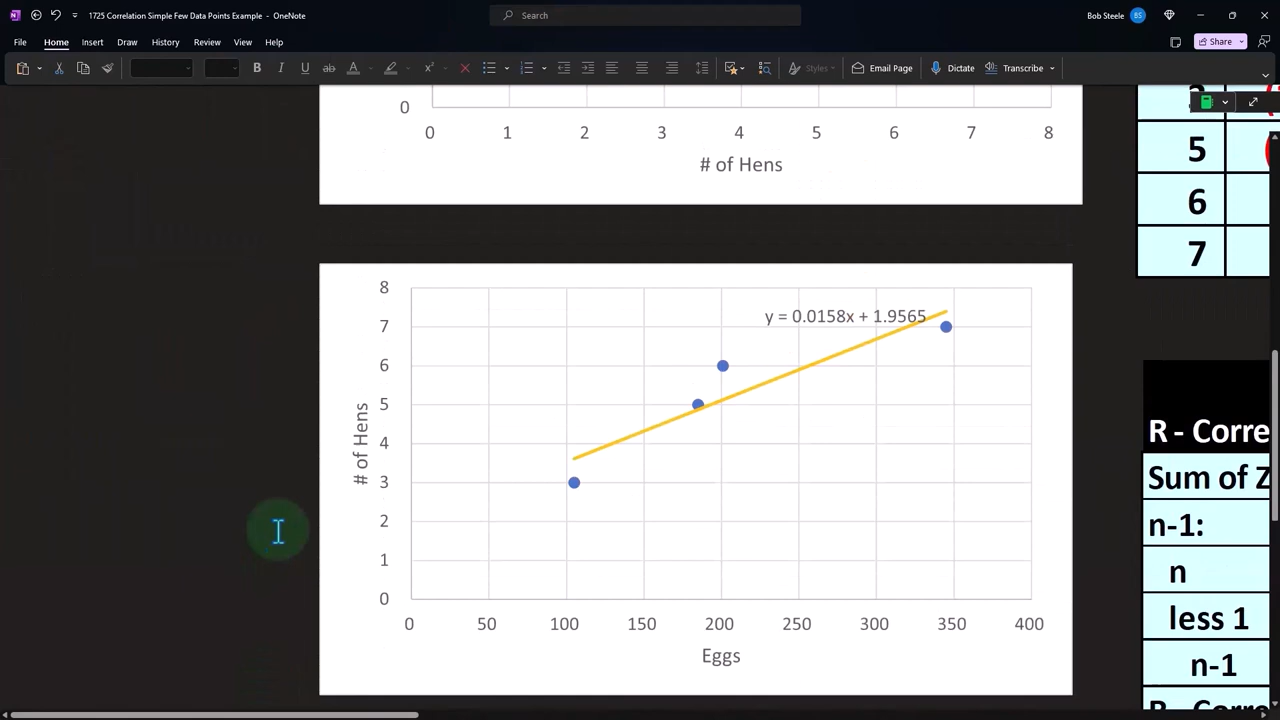 1725 Correlation Simple Few Data Points Example - OneNote
Search
Bob Steele BS
File Home Insert Draw History Review View Help
Share
B I U ab A x
Styles
Email Page
Dictate
Transcribe
0
0 1 2 3 4 5 6 7 8
# of Hens
5
6
7
8
7
6
5
4
3
2
1
0
y = 0.0158x + 1.9565
# of Hens
0 50 100 150 200 250 300 350 400
Eggs
R - Corre
Sum of Z
n-1:
n
less 1
n-1